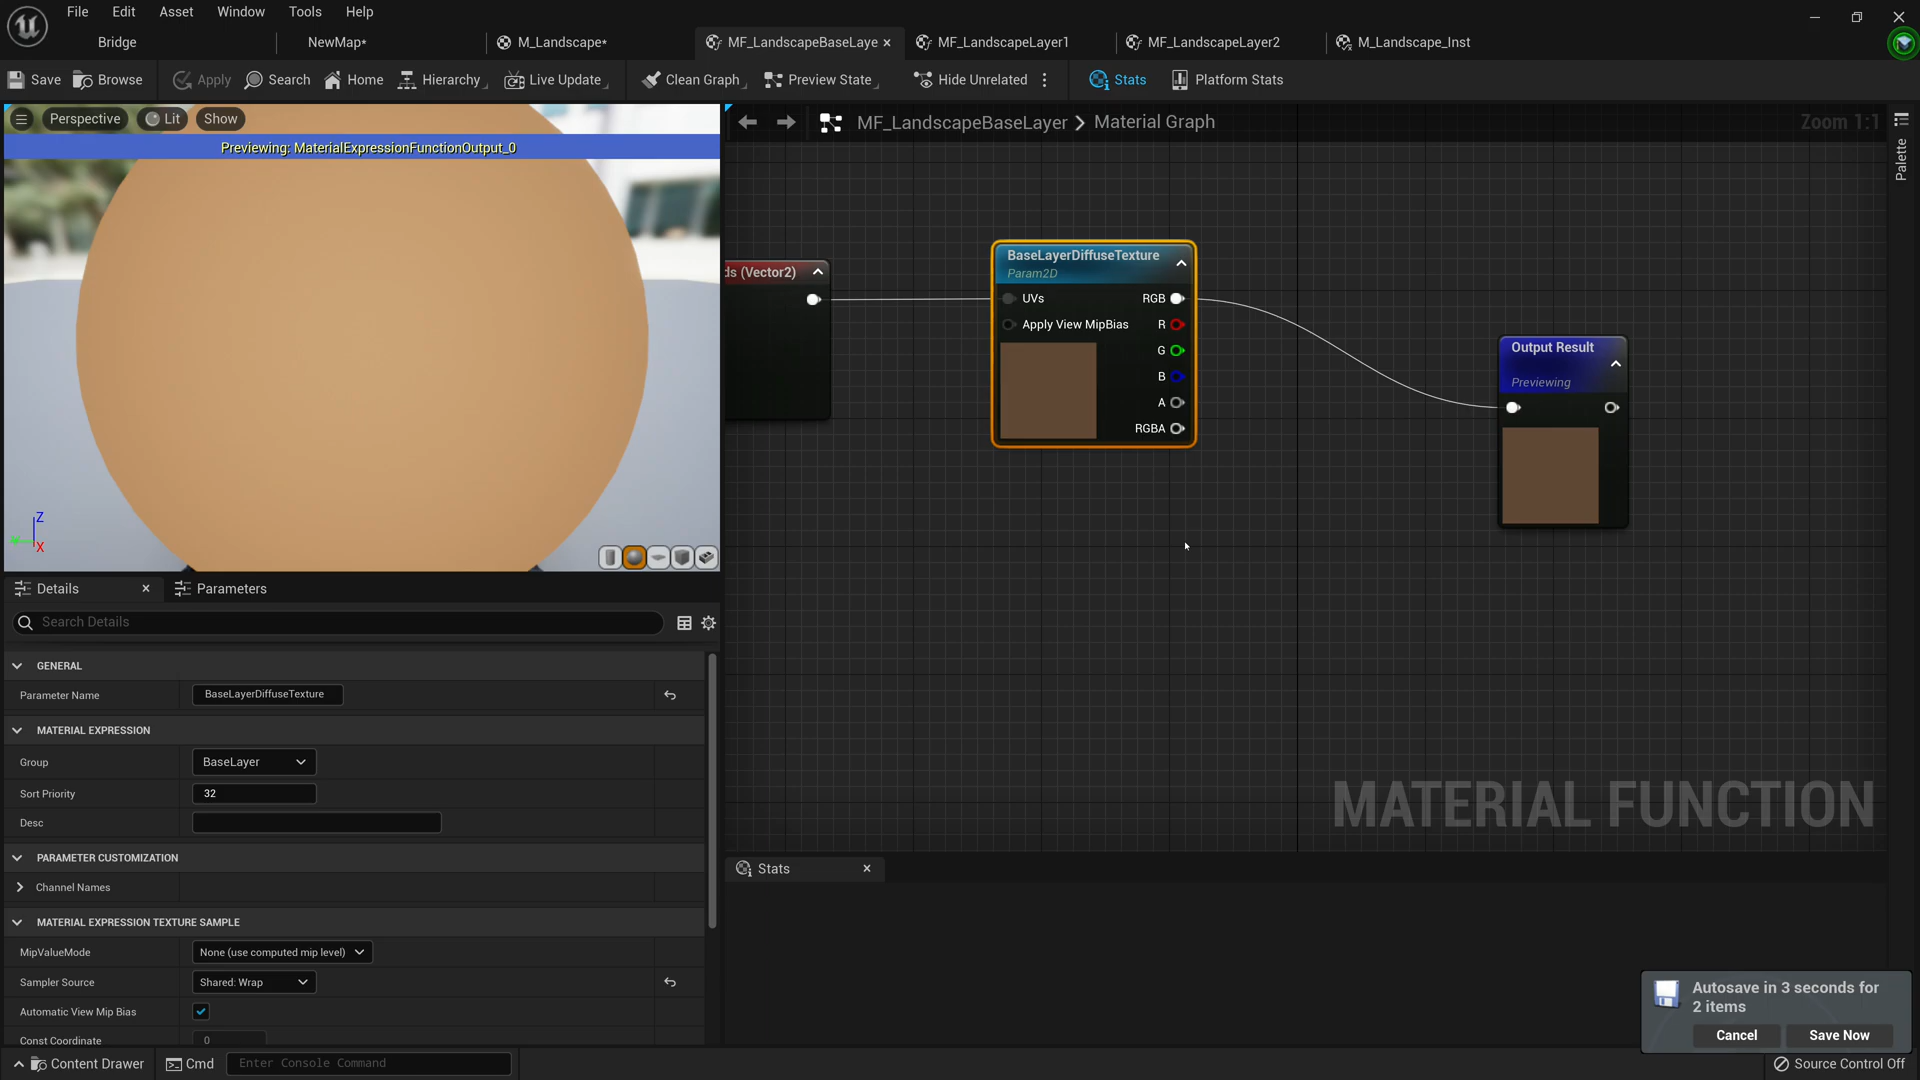 File Edit Asset Window Tools Help
Bridge NewMap* M_Landscape* MF_LandscapeBaseLaye MF_LandscapeLayer1 MF_LandscapeLayer2 M_Landscape_Inst
Save Browse Apply Search Home Hierarchy Live Update Clean Graph Preview State Hide Unrelated Stats Platform Stats
Perspective Lit Show
Previewing: MaterialExpressionFunctionOutput_0
MF_LandscapeBaseLayer Material Graph Zoom 1:1
Palette
ds (Vector2)
BaseLayerDiffuseTexture
Param2D
UVs RGB
Apply View MipBias R
G
B
A
RGBA
Output Result
Previewing
Z
X
Details Parameters
Search Details
GENERAL
Parameter Name BaseLayerDiffuseTexture
MATERIAL EXPRESSION
Group BaseLayer
Sort Priority 32
Desc
PARAMETER CUSTOMIZATION
Channel Names
MATERIAL EXPRESSION TEXTURE SAMPLE
MipValueMode None (use computed mip level)
Sampler Source Shared: Wrap
Automatic View Mip Bias
Const Coordinate 0
MATERIAL FUNCTION
Stats
Autosave in 3 seconds for
2 items
Cancel Save Now
Content Drawer Cmd Enter Console Command Source Control Off